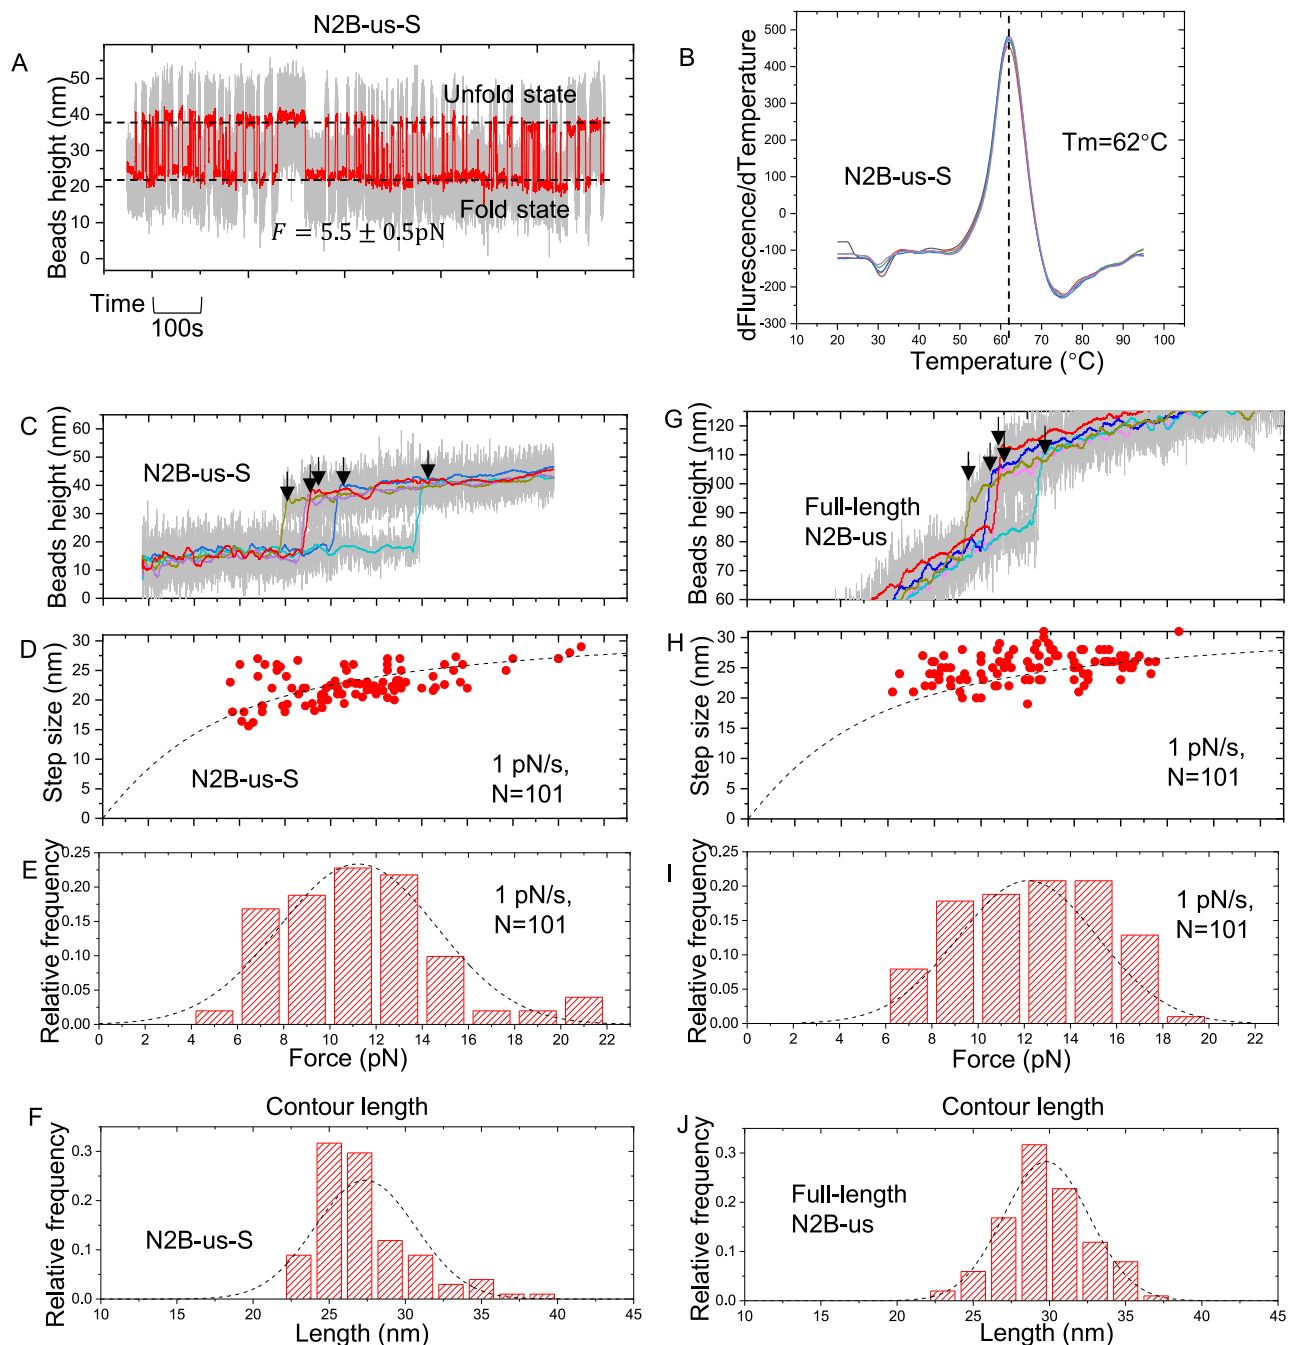 N2B-us-S
A
Beads height (nm)
60
50
40
30
20
10
0
Unfold state
Fold state
F = 5.5 ± 0.5pN
Time
100s
B
dFlurescence/dTemperature
500
400
300
200
100
0
-100
-200
-300
N2B-us-S
Tm=62°C
10 20 30 40 50 60 70 80 90 100
Temperature (°C)
C
Beads height (nm)
60
50
40
30
20
10
0
N2B-us-S
G
Beads height (nm)
120
110
100
90
80
70
60
Full-length
N2B-us
D
Step size (nm)
30
25
20
15
10
5
0
N2B-us-S
1 pN/s,
N=101
H
Step size (nm)
30
25
20
15
10
5
0
1 pN/s,
N=101
E
Relative frequency
0.25
0.20
0.15
0.10
0.05
0.00
1 pN/s,
N=101
0 2 4 6 8 10 12 14 16 18 20 22
Force (pN)
I
Relative frequency
0.25
0.20
0.15
0.10
0.05
0.00
1 pN/s,
N=101
0 2 4 6 8 10 12 14 16 18 20 22
Force (pN)
Contour length
F
Relative frequency
0.3
0.2
0.1
0.0
N2B-us-S
10 15 20 25 30 35 40 45
Length (nm)
Contour length
J
Relative frequency
0.3
0.2
0.1
0.0
Full-length
N2B-us
10 15 20 25 30 35 40 45
Length (nm)